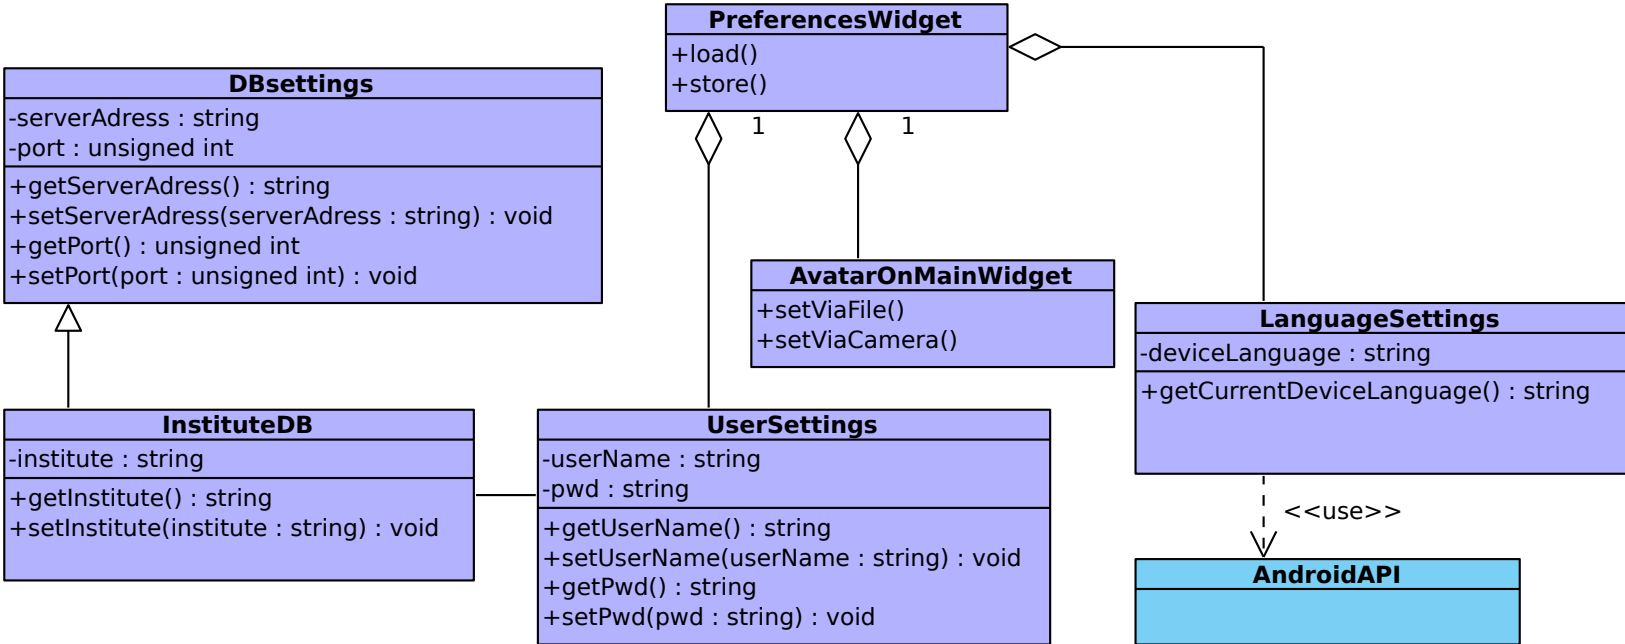 PreferencesWidget
+load()
+store()
1
1
DBsettings
-serverAdress : string
-port : unsigned int
+getServerAdress() : string
+setServerAdress(serverAdress : string) : void
+getPort() : unsigned int
+setPort(port : unsigned int) : void
AvatarOnMainWidget
+setViaFile()
+setViaCamera()
LanguageSettings
-deviceLanguage : string
+getCurrentDeviceLanguage() : string
InstituteDB
-institute : string
+getInstitute() : string
+setInstitute(institute : string) : void
UserSettings
-userName : string
-pwd : string
+getUserName() : string
+setUserName(userName : string) : void
+getPwd() : string
+setPwd(pwd : string) : void
<<use>>
AndroidAPI